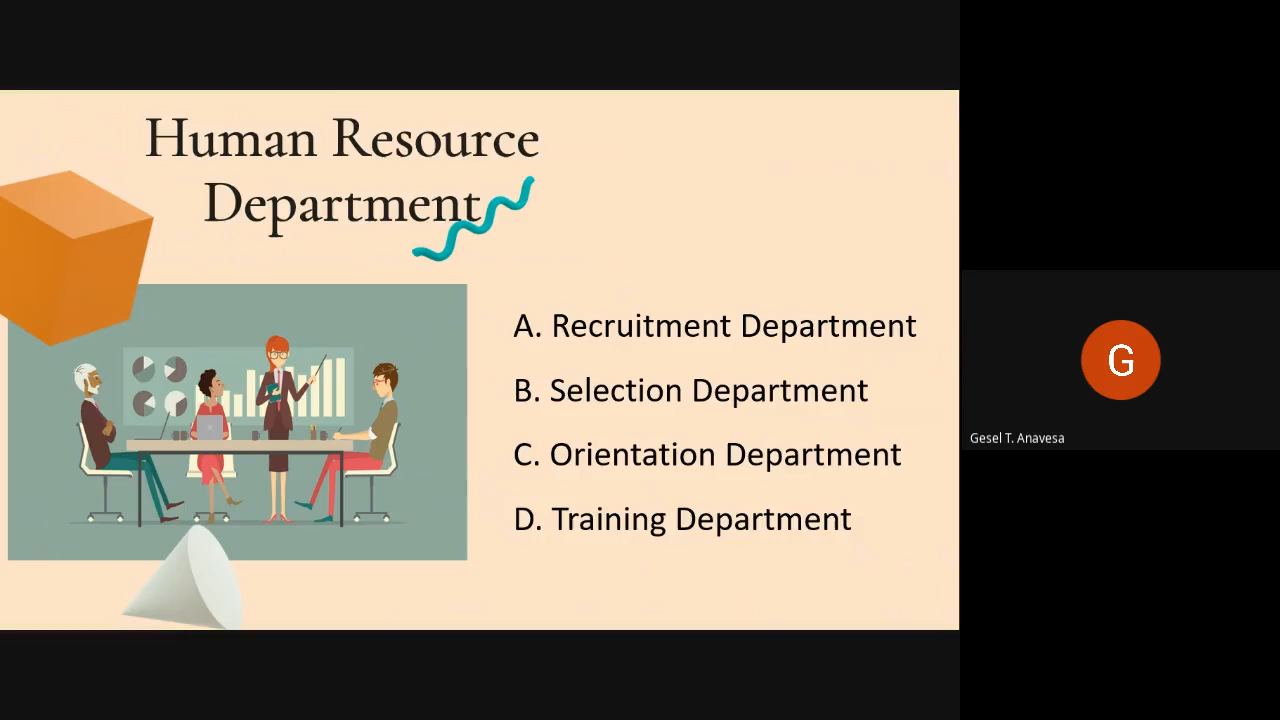 Human Resource
Department
A. Recruitment Department
B. Selection Department
C. Orientation Department
D. Training Department
G
Gesel T. Anavesa